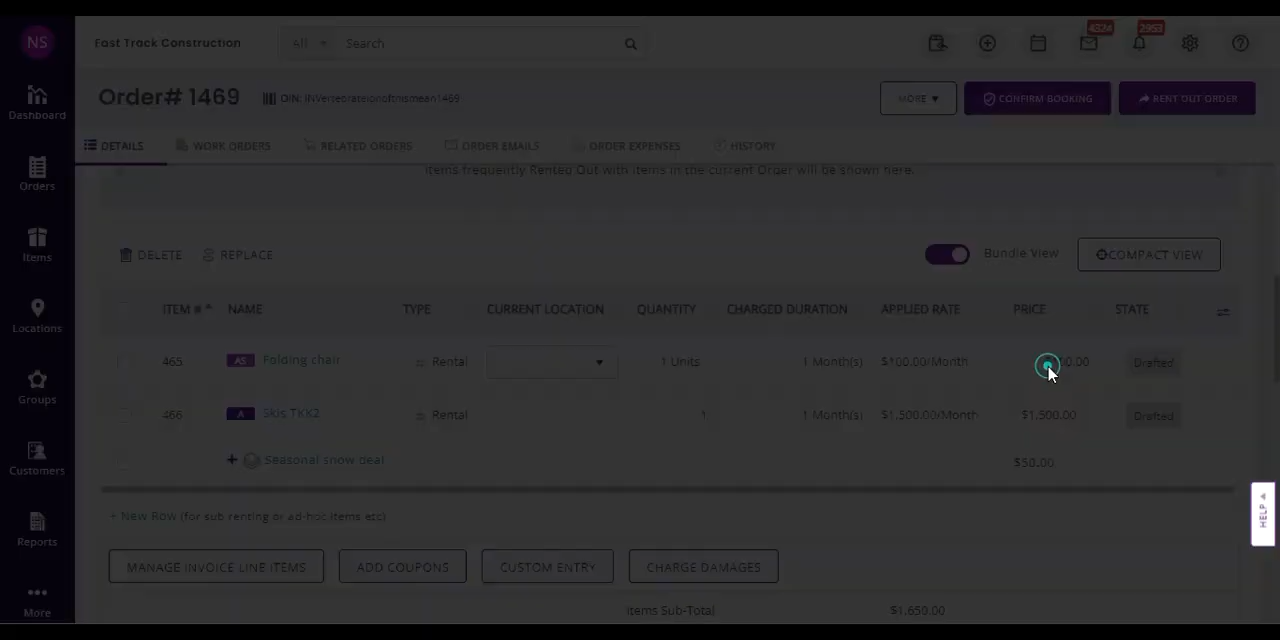 NS
Fast Track Construction
All
Search
4324
2953
Order# 1469
OIN: INVertebrateionoftnismean1469
MORE ▼
CONFIRM BOOKING
RENT OUT ORDER
DETAILS
WORK ORDERS
RELATED ORDERS
ORDER EMAILS
ORDER EXPENSES
HISTORY
Items frequently Rented Out with items in the current Order will be shown here.
DELETE
REPLACE
Bundle View
COMPACT VIEW
ITEM #
NAME
TYPE
CURRENT LOCATION
QUANTITY
CHARGED DURATION
APPLIED RATE
PRICE
STATE
465
AS
Folding chair
Rental
1 Units
1 Month(s)
$100.00/Month
00.00
Drafted
466
A
Skis TKK2
Rental
1
1 Month(s)
$1,500.00/Month
$1,500.00
Drafted
+ Seasonal snow deal
$50.00
+ New Row (for sub renting or ad-hoc items etc)
MANAGE INVOICE LINE ITEMS
ADD COUPONS
CUSTOM ENTRY
CHARGE DAMAGES
Items Sub-Total
$1,650.00
Dashboard
Orders
Items
Locations
Groups
Customers
Reports
More
HELP